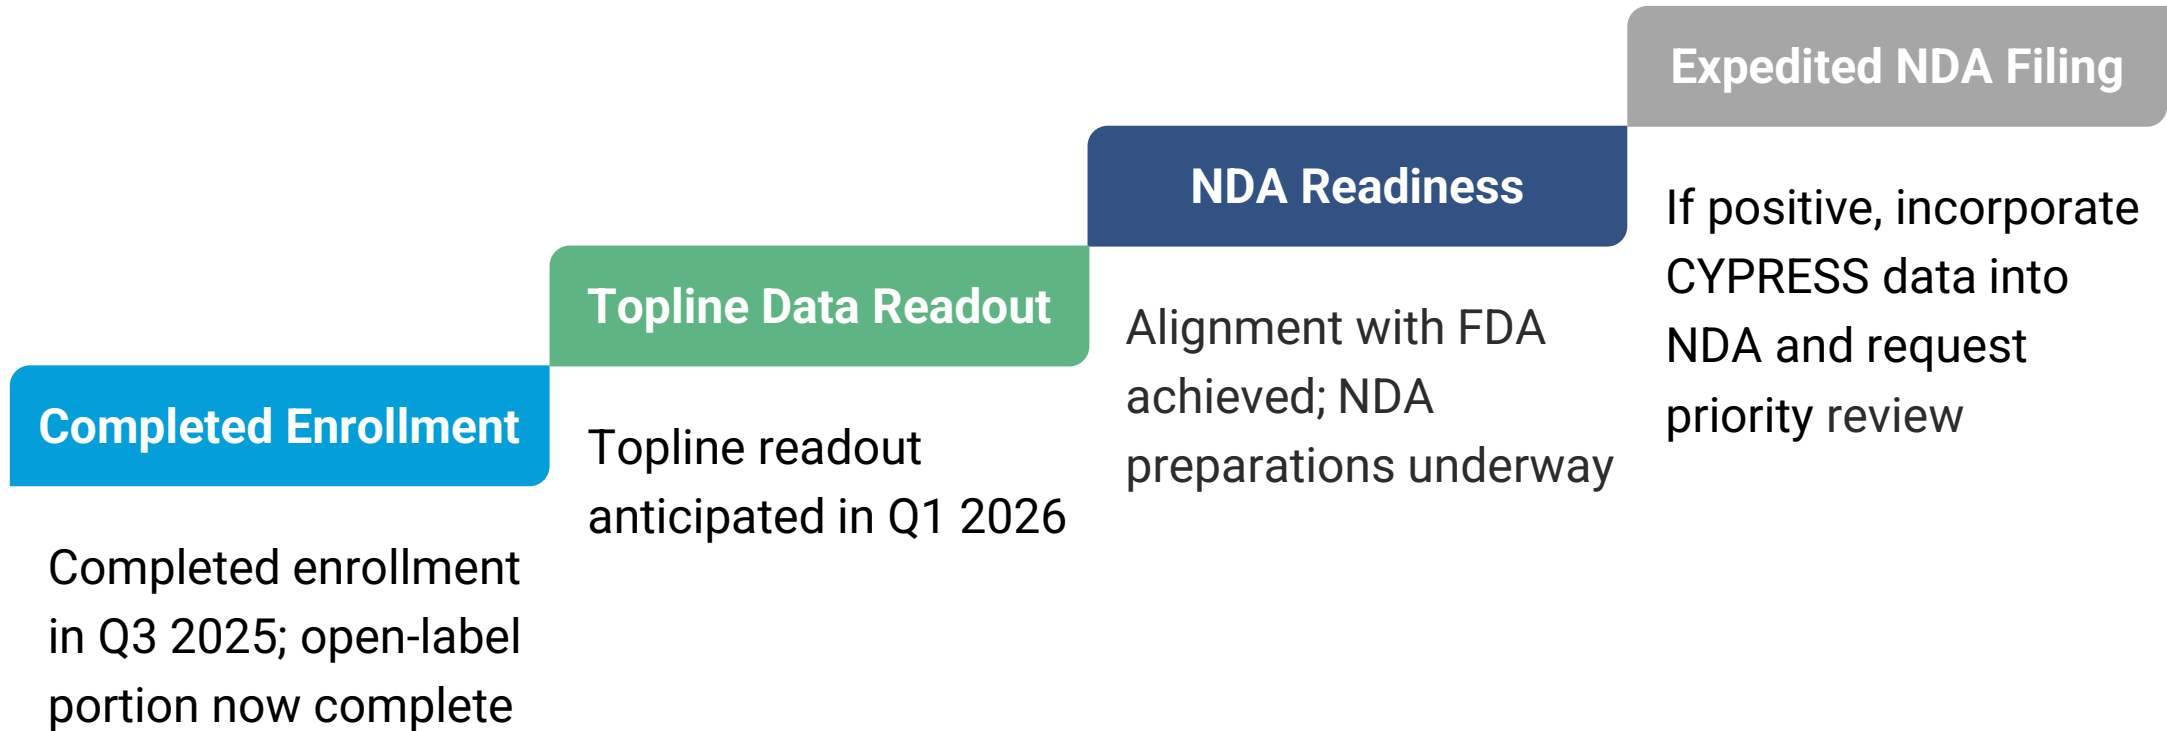 Completed Enrollment
Completed enrollment
in Q3 2025; open-label
portion now complete
Topline Data Readout
Topline readout
anticipated in Q1 2026
NDA Readiness
Alignment with FDA
achieved; NDA
preparations underway
Expedited NDA Filing
If positive, incorporate
CYPRESS data into
NDA and request
priority review